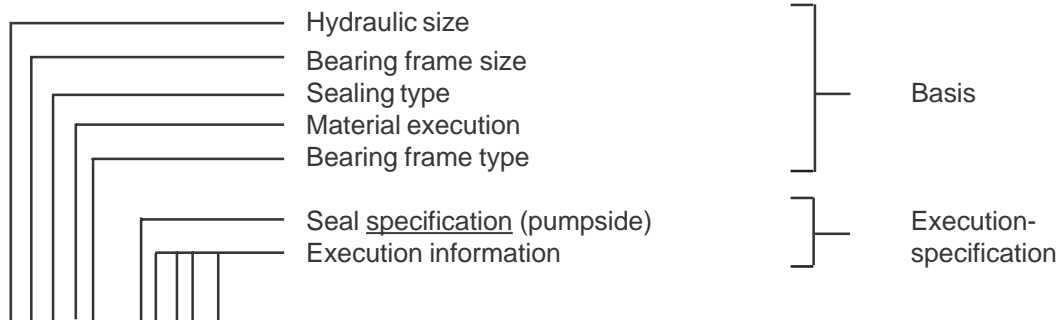 Hydraulic size
Bearing frame size
Sealing type
Material execution
Bearing frame type
Basis
Seal specification (pumpside)
Execution information
Execution-
specification